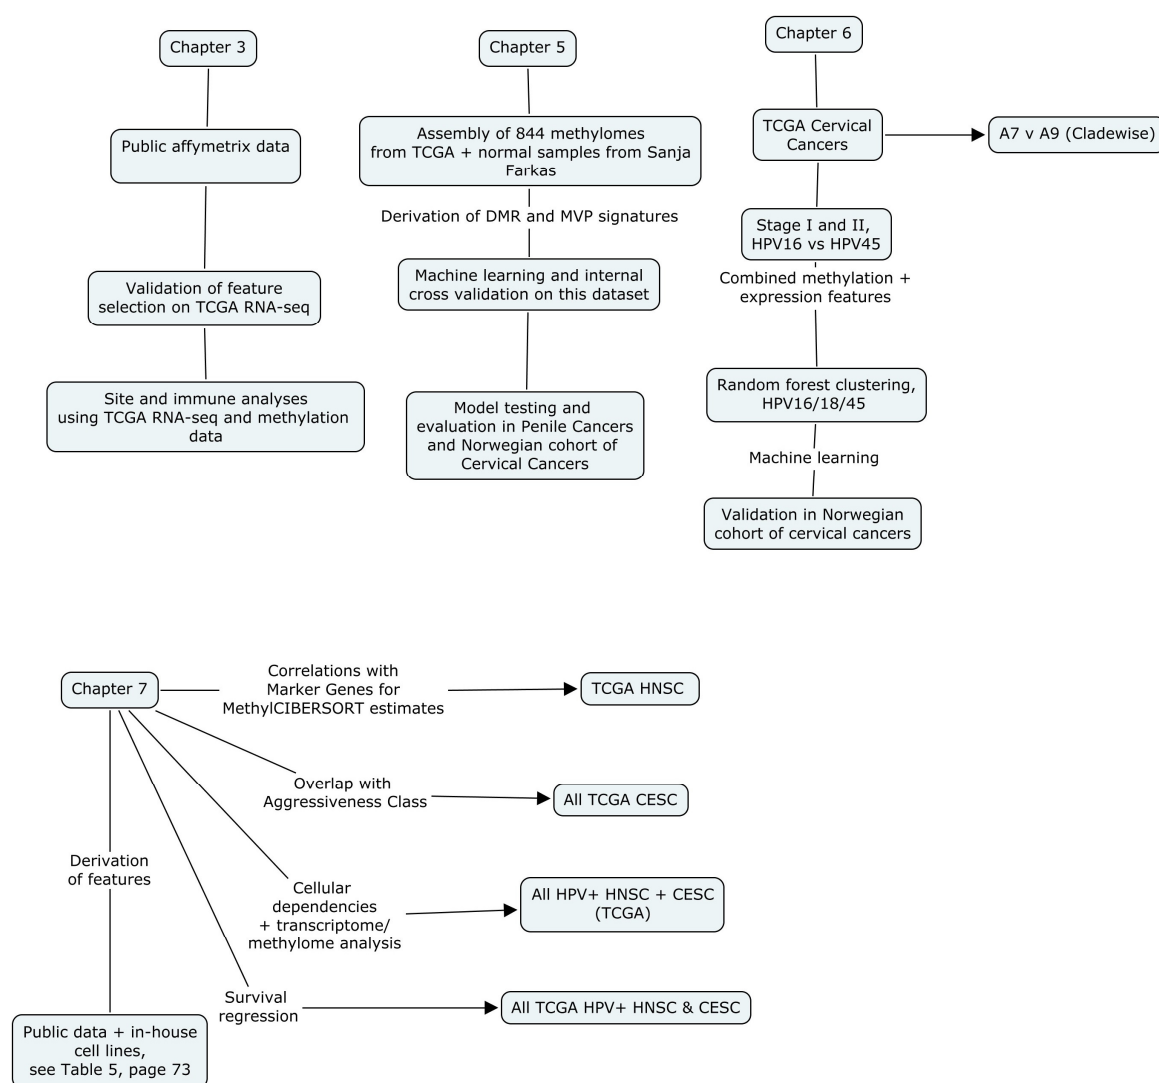 Chapter 3
Public affymetrix data
Validation of feature
selection on TCGA RNA-seq
Site and immune analyses
using TCGA RNA-seq and methylation
data
Chapter 5
Assembly of 844 methylomes
from TCGA + normal samples from Sanja
Farkas
Derivation of DMR and MVP signatures
Machine learning and internal
cross validation on this dataset
Model testing and
evaluation in Penile Cancers
and Norwegian cohort of
Cervical Cancers
Chapter 6
TCGA Cervical
Cancers
A7 v A9 (Cladewise)
Stage I and II,
HPV16 vs HPV45
Combined methylation +
expression features
Random forest clustering,
HPV16/18/45
Machine learning
Validation in Norwegian
cohort of cervical cancers
Chapter 7
Correlations with
Marker Genes for
MethylCIBERSORT estimates
TCGA HNSC
Overlap with
Aggressiveness Class
All TCGA CESC
Cellular
dependencies
+ transcriptome/
methylome analysis
All HPV+ HNSC + CESC
(TCGA)
Survival
regression
All TCGA HPV+ HNSC & CESC
Derivation
of features
Public data + in-house
cell lines,
see Table 5, page 73